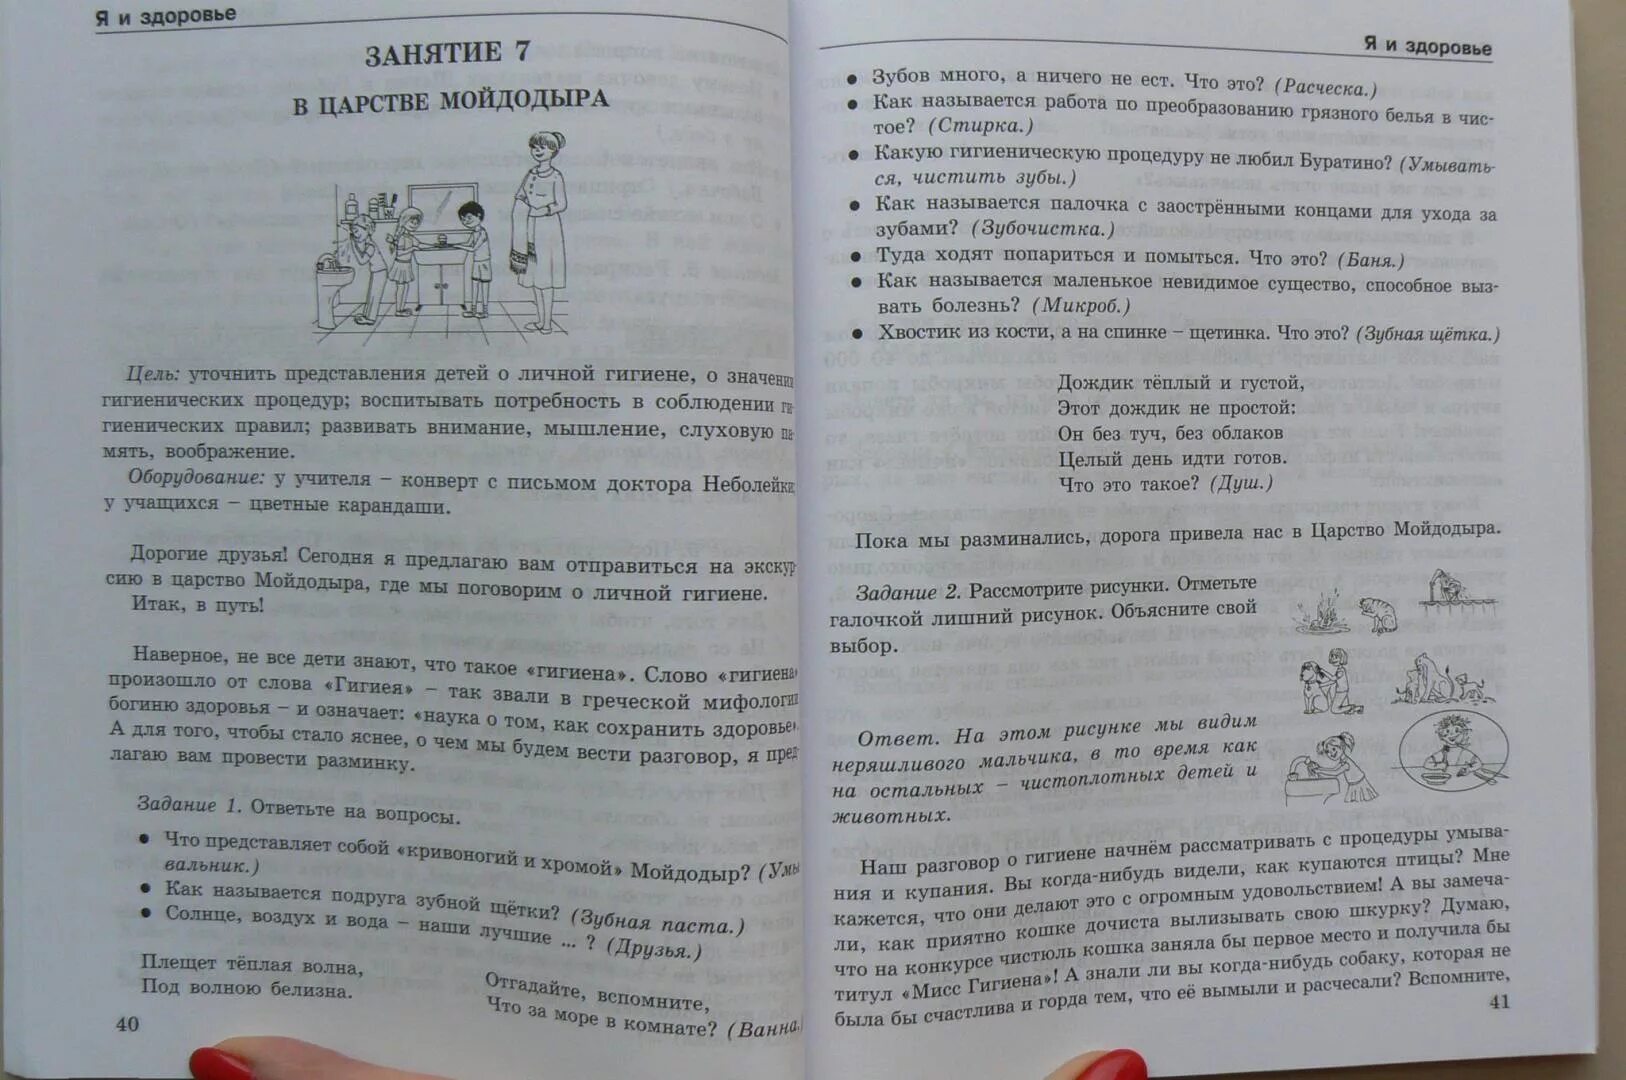 Я и здоровье
ЗАНЯТИЕ 7
В ЦАРСТВЕ МОЙДОДЫРА
Цель: уточнить представления детей о личной гигиене, о значении
гигиенических процедур; воспитывать потребность в соблюдении ги-
гиенических правил; развивать внимание, мышление, слуховую па-
мять, воображение.
Оборудование: у учителя – конверт с письмом доктора Неболейки;
у учащихся – цветные карандаши.
Дорогие друзья! Сегодня я предлагаю вам отправиться на экскур-
сию в царство Мойдодыра, где мы поговорим о личной гигиене.
Итак, в путь!
Наверное, не все дети знают, что такое «гигиена». Слово «гигиена»
произошло от слова «Гигиея» – так звали в греческой мифологии
богиню здоровья – и означает: «наука о том, как сохранить здоровье».
А для того, чтобы стало яснее, о чем мы будем вести разговор, я пред-
лагаю вам провести разминку.
Задание 1. Ответьте на вопросы.
• Что представляет собой «кривоногий и хромой» Мойдодыр? (Умы-
вальник.)
• Как называется подруга зубной щётки? (Зубная паста.)
• Солнце, воздух и вода – наши лучшие ... ? (Друзья.)
Плещет тёплая волна,
Под волною белизна.
Отгадайте, вспомните,
Что за море в комнате? (Ванна.)
40
Я и здоровье
• Зубов много, а ничего не ест. Что это? (Расческа.)
• Как называется работа по преобразованию грязного белья в чис-
тое? (Стирка.)
• Какую гигиеническую процедуру не любил Буратино? (Умывать-
ся, чистить зубы.)
• Как называется палочка с заострёнными концами для ухода за
зубами? (Зубочистка.)
• Туда ходят попариться и помыться. Что это? (Баня.)
• Как называется маленькое невидимое существо, способное выз-
вать болезнь? (Микроб.)
• Хвостик из кости, а на спинке – щетинка. Что это? (Зубная щётка.)
Дождик тёплый и густой,
Этот дождик не простой:
Он без туч, без облаков
Целый день идти готов.
Что это такое? (Душ.)
Пока мы разминались, дорога привела нас в Царство Мойдодыра.
Задание 2. Рассмотрите рисунки. Отметьте
галочкой лишний рисунок. Объясните свой
выбор.
Ответ. На этом рисунке мы видим
неряшливого мальчика, в то время как
на остальных – чистоплотных детей и
животных.
Наш разговор о гигиене начнём рассматривать с процедуры умыва-
ния и купания. Вы когда-нибудь видели, как купаются птицы? Мне
кажется, что они делают это с огромным удовольствием! А вы замеча-
ли, как приятно кошке дочиста вылизывать свою шкурку? Думаю,
что на конкурсе чистюль кошка заняла бы первое место и получила бы
титул «Мисс Гигиена»! А знали ли вы когда-нибудь собаку, которая не
была бы счастлива и горда тем, что её вымыли и расчесали? Вспомните,
41